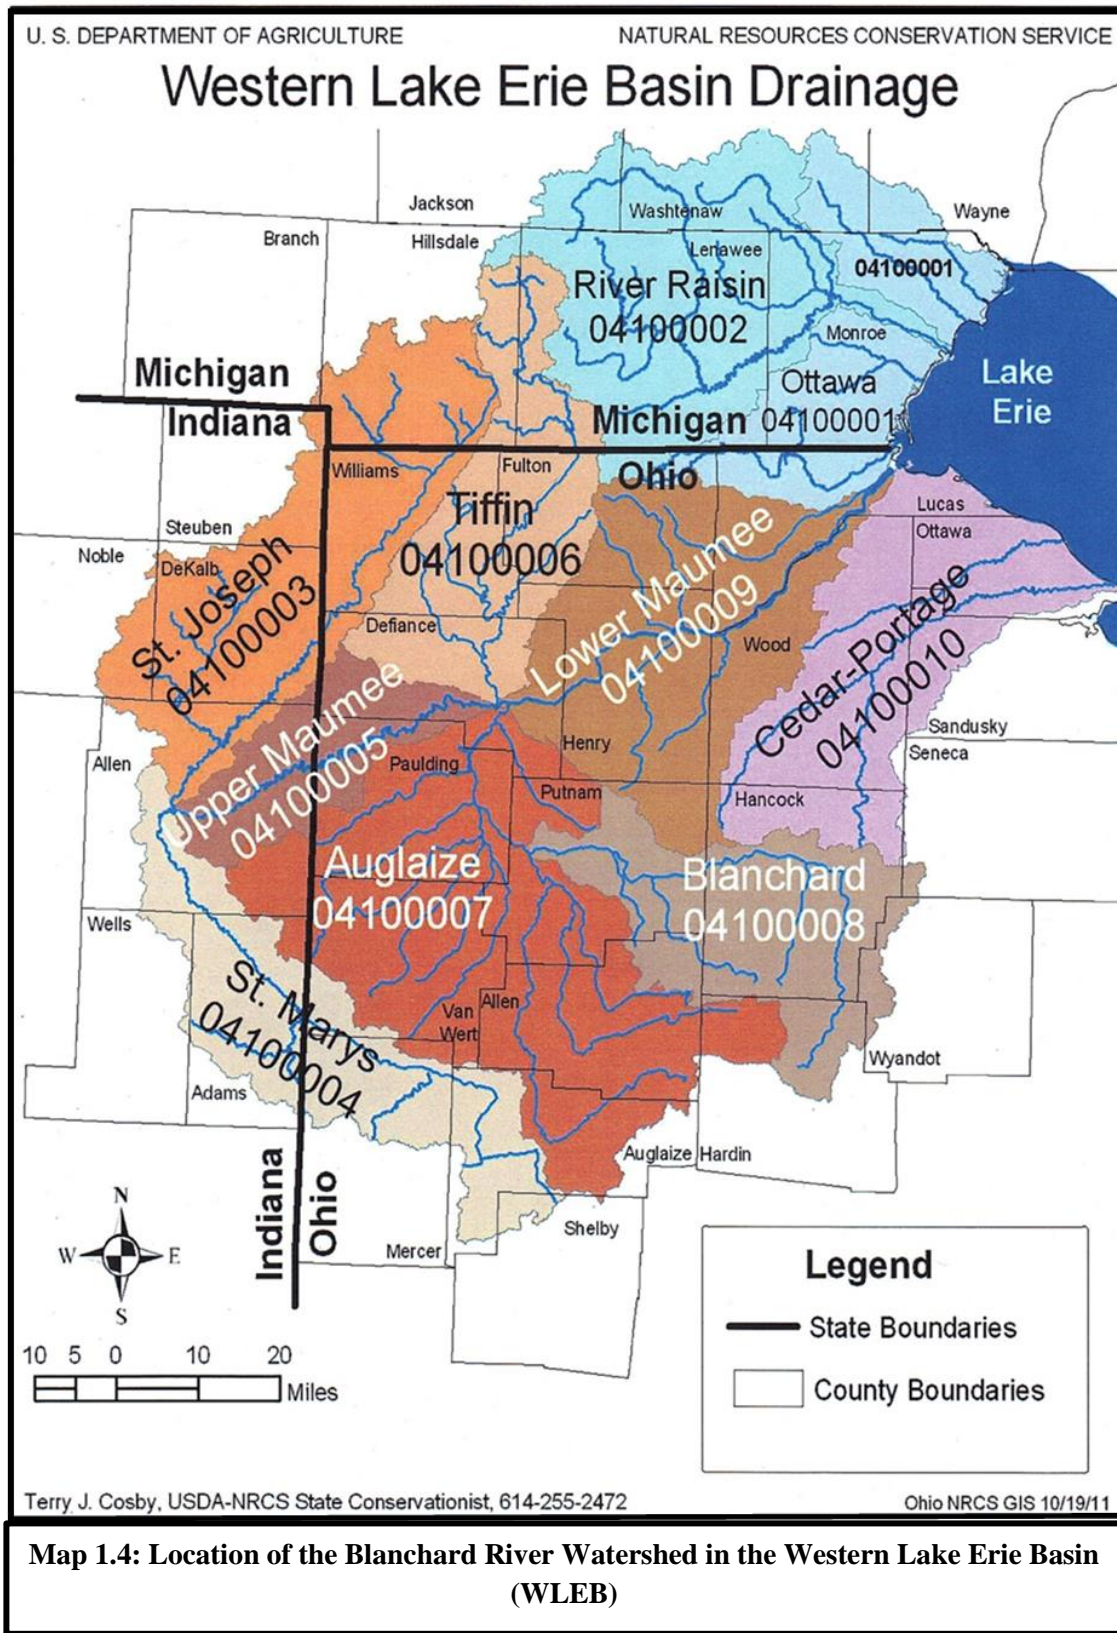 U. S. DEPARTMENT OF AGRICULTURE
NATURAL RESOURCES CONSERVATION SERVICE
Western Lake Erie Basin Drainage
Jackson
Washtenaw
Wayne
Branch
Hillsdale
Lenawee
04100001
River Raisin
04100002
Monroe
Michigan
Indiana
Ottawa
04100001
Lake
Erie
Michigan
Ohio
Williams
Fulton
Lucas
Ottawa
Steuben
Noble
DeKalb
Tiffin
04100006
St. Joseph
04100003
Defiance
Lower Maumee
04100009
Wood
Cedar-Portage
04100010
Upper Maumee
04100005
Henry
Sandusky
Seneca
Allen
Paulding
Putnam
Hancock
Auglaize
04100007
Blanchard
04100008
Wells
St. Marys
04100004
Van
Wert
Allen
Wyandot
Adams
Auglaize
Hardin
Indiana
Ohio
Shelby
Mercer
N
W
E
S
10 5 0 10 20
Miles
Legend
State Boundaries
County Boundaries
Terry J. Cosby, USDA-NRCS State Conservationist, 614-255-2472
Ohio NRCS GIS 10/19/11
Map 1.4: Location of the Blanchard River Watershed in the Western Lake Erie Basin
(WLEB)